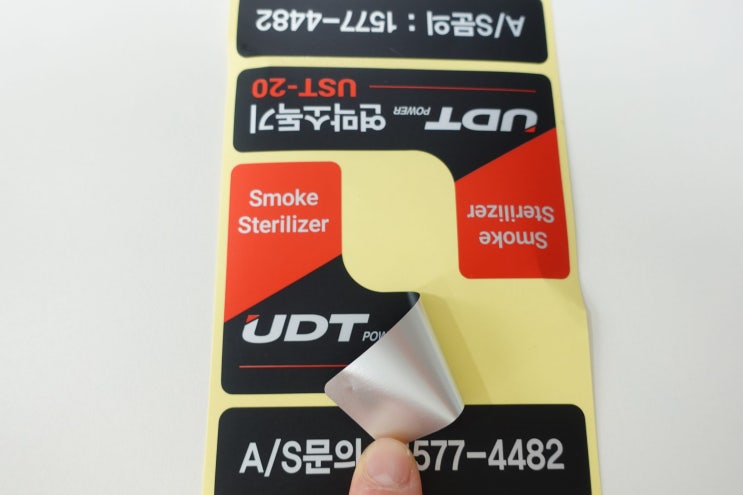 A/S문의 : 1577-4482
UDT POWER 연막소독기
UST-20
Smoke
Sterilizer
Smoke
Sterilizer
UDT
A/S문의 577-4482